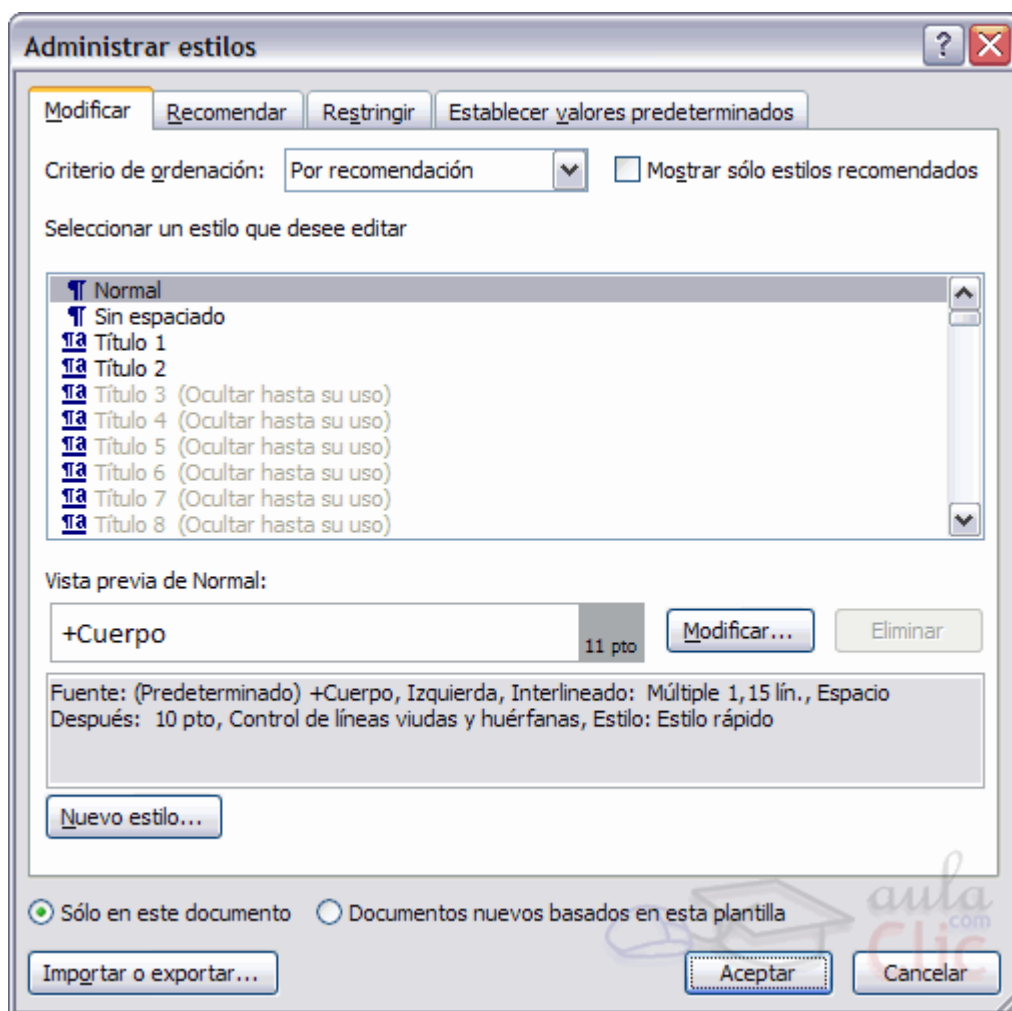 Administrar estilos
Modificar Recomendar Restringir Establecer valores predeterminados
Criterio de ordenación: Por recomendación Mostrar sólo estilos recomendados
Seleccionar un estilo que desee editar
¶ Normal
¶ Sin espaciado
¶a Título 1
¶a Título 2
¶a Título 3 (Ocultar hasta su uso)
¶a Título 4 (Ocultar hasta su uso)
¶a Título 5 (Ocultar hasta su uso)
¶a Título 6 (Ocultar hasta su uso)
¶a Título 7 (Ocultar hasta su uso)
¶a Título 8 (Ocultar hasta su uso)
Vista previa de Normal:
+Cuerpo 11 pto Modificar... Eliminar
Fuente: (Predeterminado) +Cuerpo, Izquierda, Interlineado: Múltiple 1,15 lín., Espacio
Después: 10 pto, Control de líneas viudas y huérfanas, Estilo: Estilo rápido
Nuevo estilo...
Sólo en este documento Documentos nuevos basados en esta plantilla
aula
com
Clic
Importar o exportar... Aceptar Cancelar